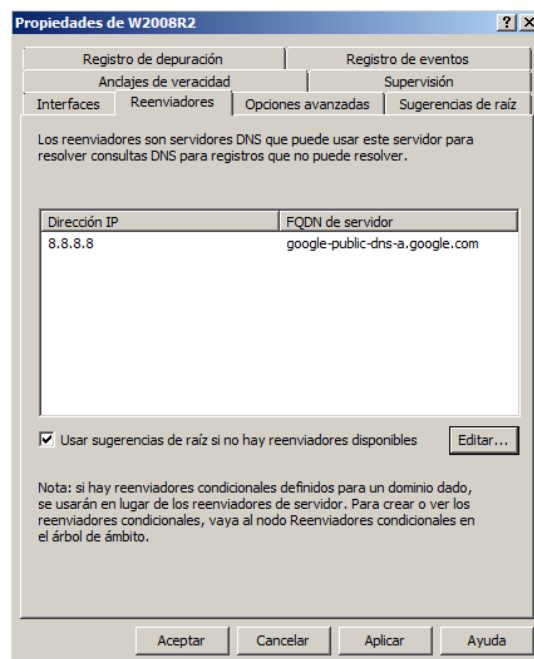 Propiedades de W2008R2
Registro de depuración
Registro de eventos
Anclajes de veracidad
Supervisión
Interfaces
Reenviadores
Opciones avanzadas
Sugerencias de raíz
Los reenviadores son servidores DNS que puede usar este servidor para
resolver consultas DNS para registros que no puede resolver.
Dirección IP
FQDN de servidor
8.8.8.8
google-public-dns-a.google.com
Usar sugerencias de raíz si no hay reenviadores disponibles
Editar...
Nota: si hay reenviadores condicionales definidos para un dominio dado,
se usarán en lugar de los reenviadores de servidor. Para crear o ver los
reenviadores condicionales, vaya al nodo Reenviadores condicionales en
el árbol de ámbito.
Aceptar
Cancelar
Aplicar
Ayuda